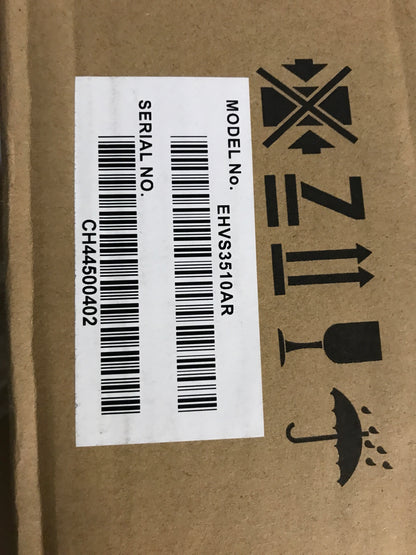 MODEL No.
EHVS3510AR
SERIAL NO.
CH44500402